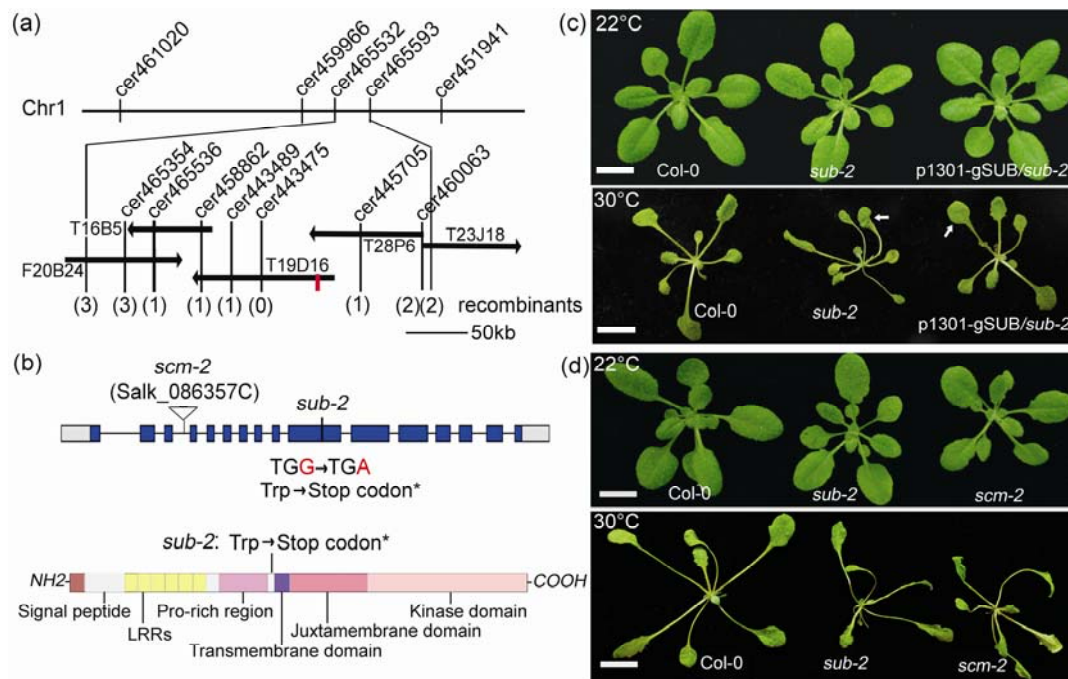 (a)
cer461020
cer459966
cer465532
cer465593
cer451941
Chr1
cer465354
cer465536
cer458862
cer443489
cer443475
cer445705
cer460063
T16B5
T28P6
T23J18
F20B24
T19D16
(3) (3) (1) (1) (1) (0) (1) (2)(2) recombinants
50kb
(b)
scm-2
(Salk_086357C)
sub-2
TGG→TGA
Trp→Stop codon*
sub-2: Trp→Stop codon*
NH2
COOH
Signal peptide
Pro-rich region
Kinase domain
LRRs
Juxtamembrane domain
Transmembrane domain
(c)
22°C
Col-0
sub-2
p1301-gSUB/sub-2
30°C
Col-0
sub-2
p1301-gSUB/sub-2
(d)
22°C
Col-0
sub-2
scm-2
30°C
Col-0
sub-2
scm-2